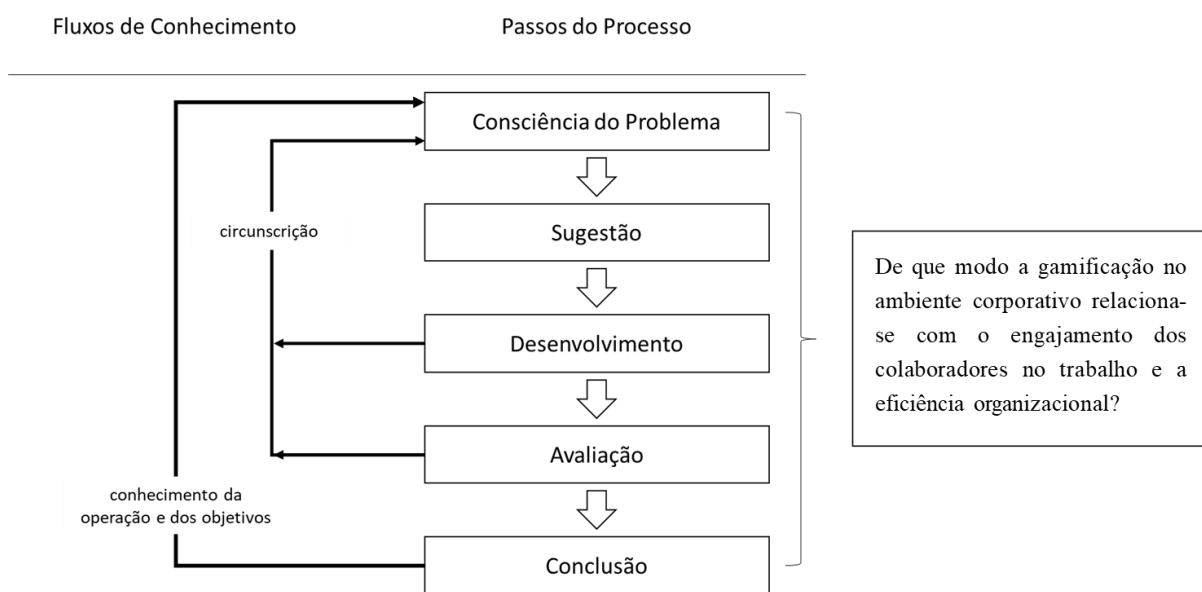 Fluxos de Conhecimento
Passos do Processo
Consciência do Problema
Sugestão
circunscrição
Desenvolvimento
Avaliação
conhecimento da
operação e dos objetivos
Conclusão
De que modo a gamificação no
ambiente corporativo relaciona-
se com o engajamento dos
colaboradores no trabalho e a
eficiência organizacional?